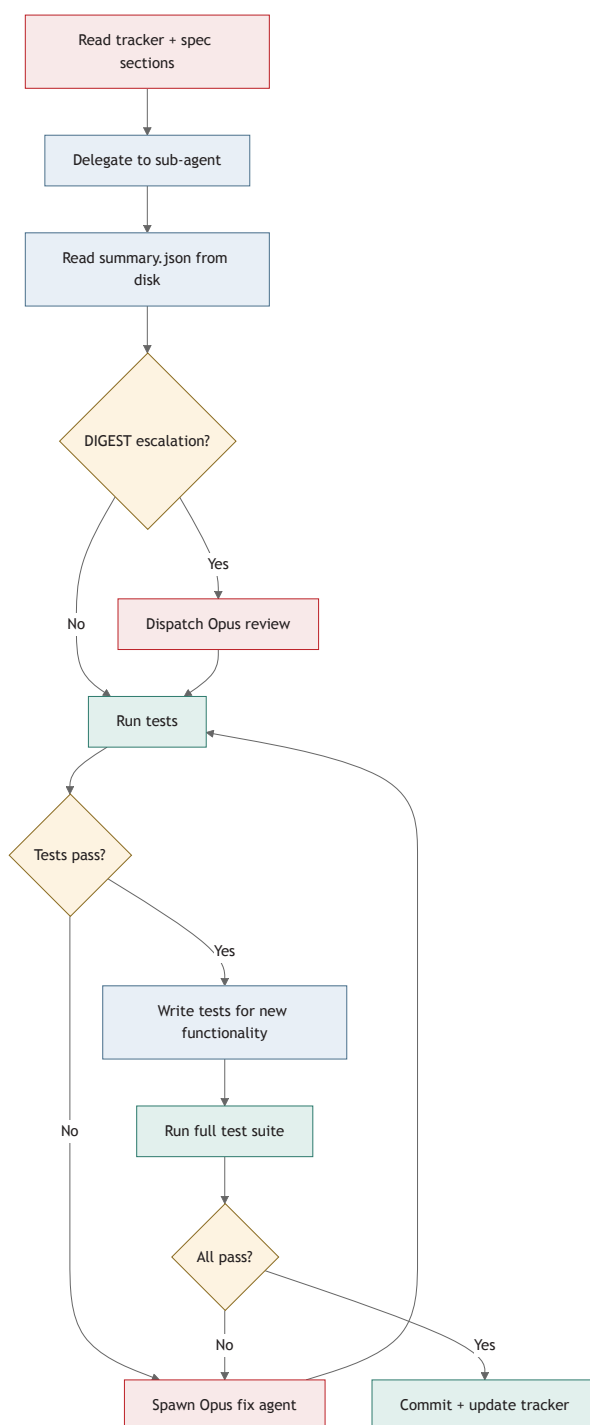 Read tracker + spec
sections
Delegate to sub-agent
Read summary.json from
disk
DIGEST escalation?
Yes
No
Dispatch Opus review
Run tests
Tests pass?
Yes
Write tests for new
functionality
No
Run full test suite
All pass?
No
Yes
Spawn Opus fix agent
Commit + update tracker